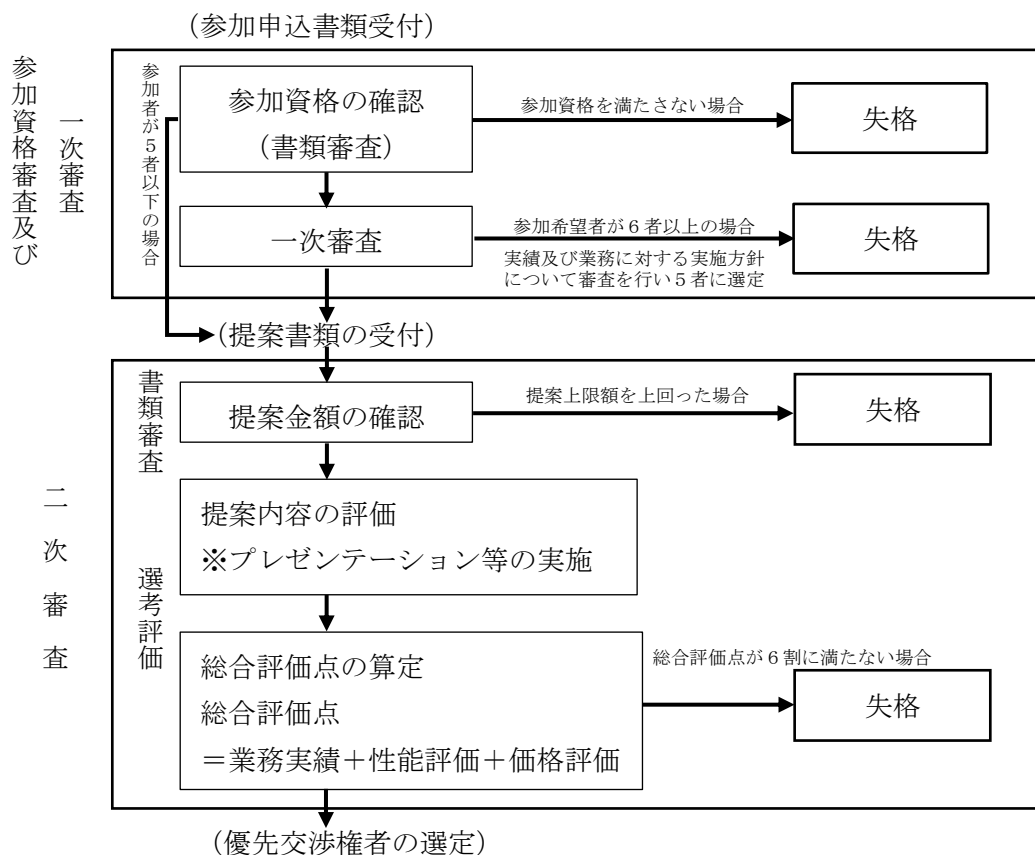 (参加申込書類受付)
参加資格審査及び
一次審査
参加者が５者以下の場合
参加資格の確認
(書類審査)
参加資格を満たさない場合
失格
一次審査
参加希望者が６者以上の場合
実績及び業務に対する実施方針
について審査を行い５者に選定
失格
(提案書類の受付)
二次審査
書類審査
提案金額の確認
提案上限額を上回った場合
失格
選考評価
提案内容の評価
※プレゼンテーション等の実施
総合評価点の算定
総合評価点
＝業務実績＋性能評価＋価格評価
総合評価点が６割に満たない場合
失格
(優先交渉権者の選定)